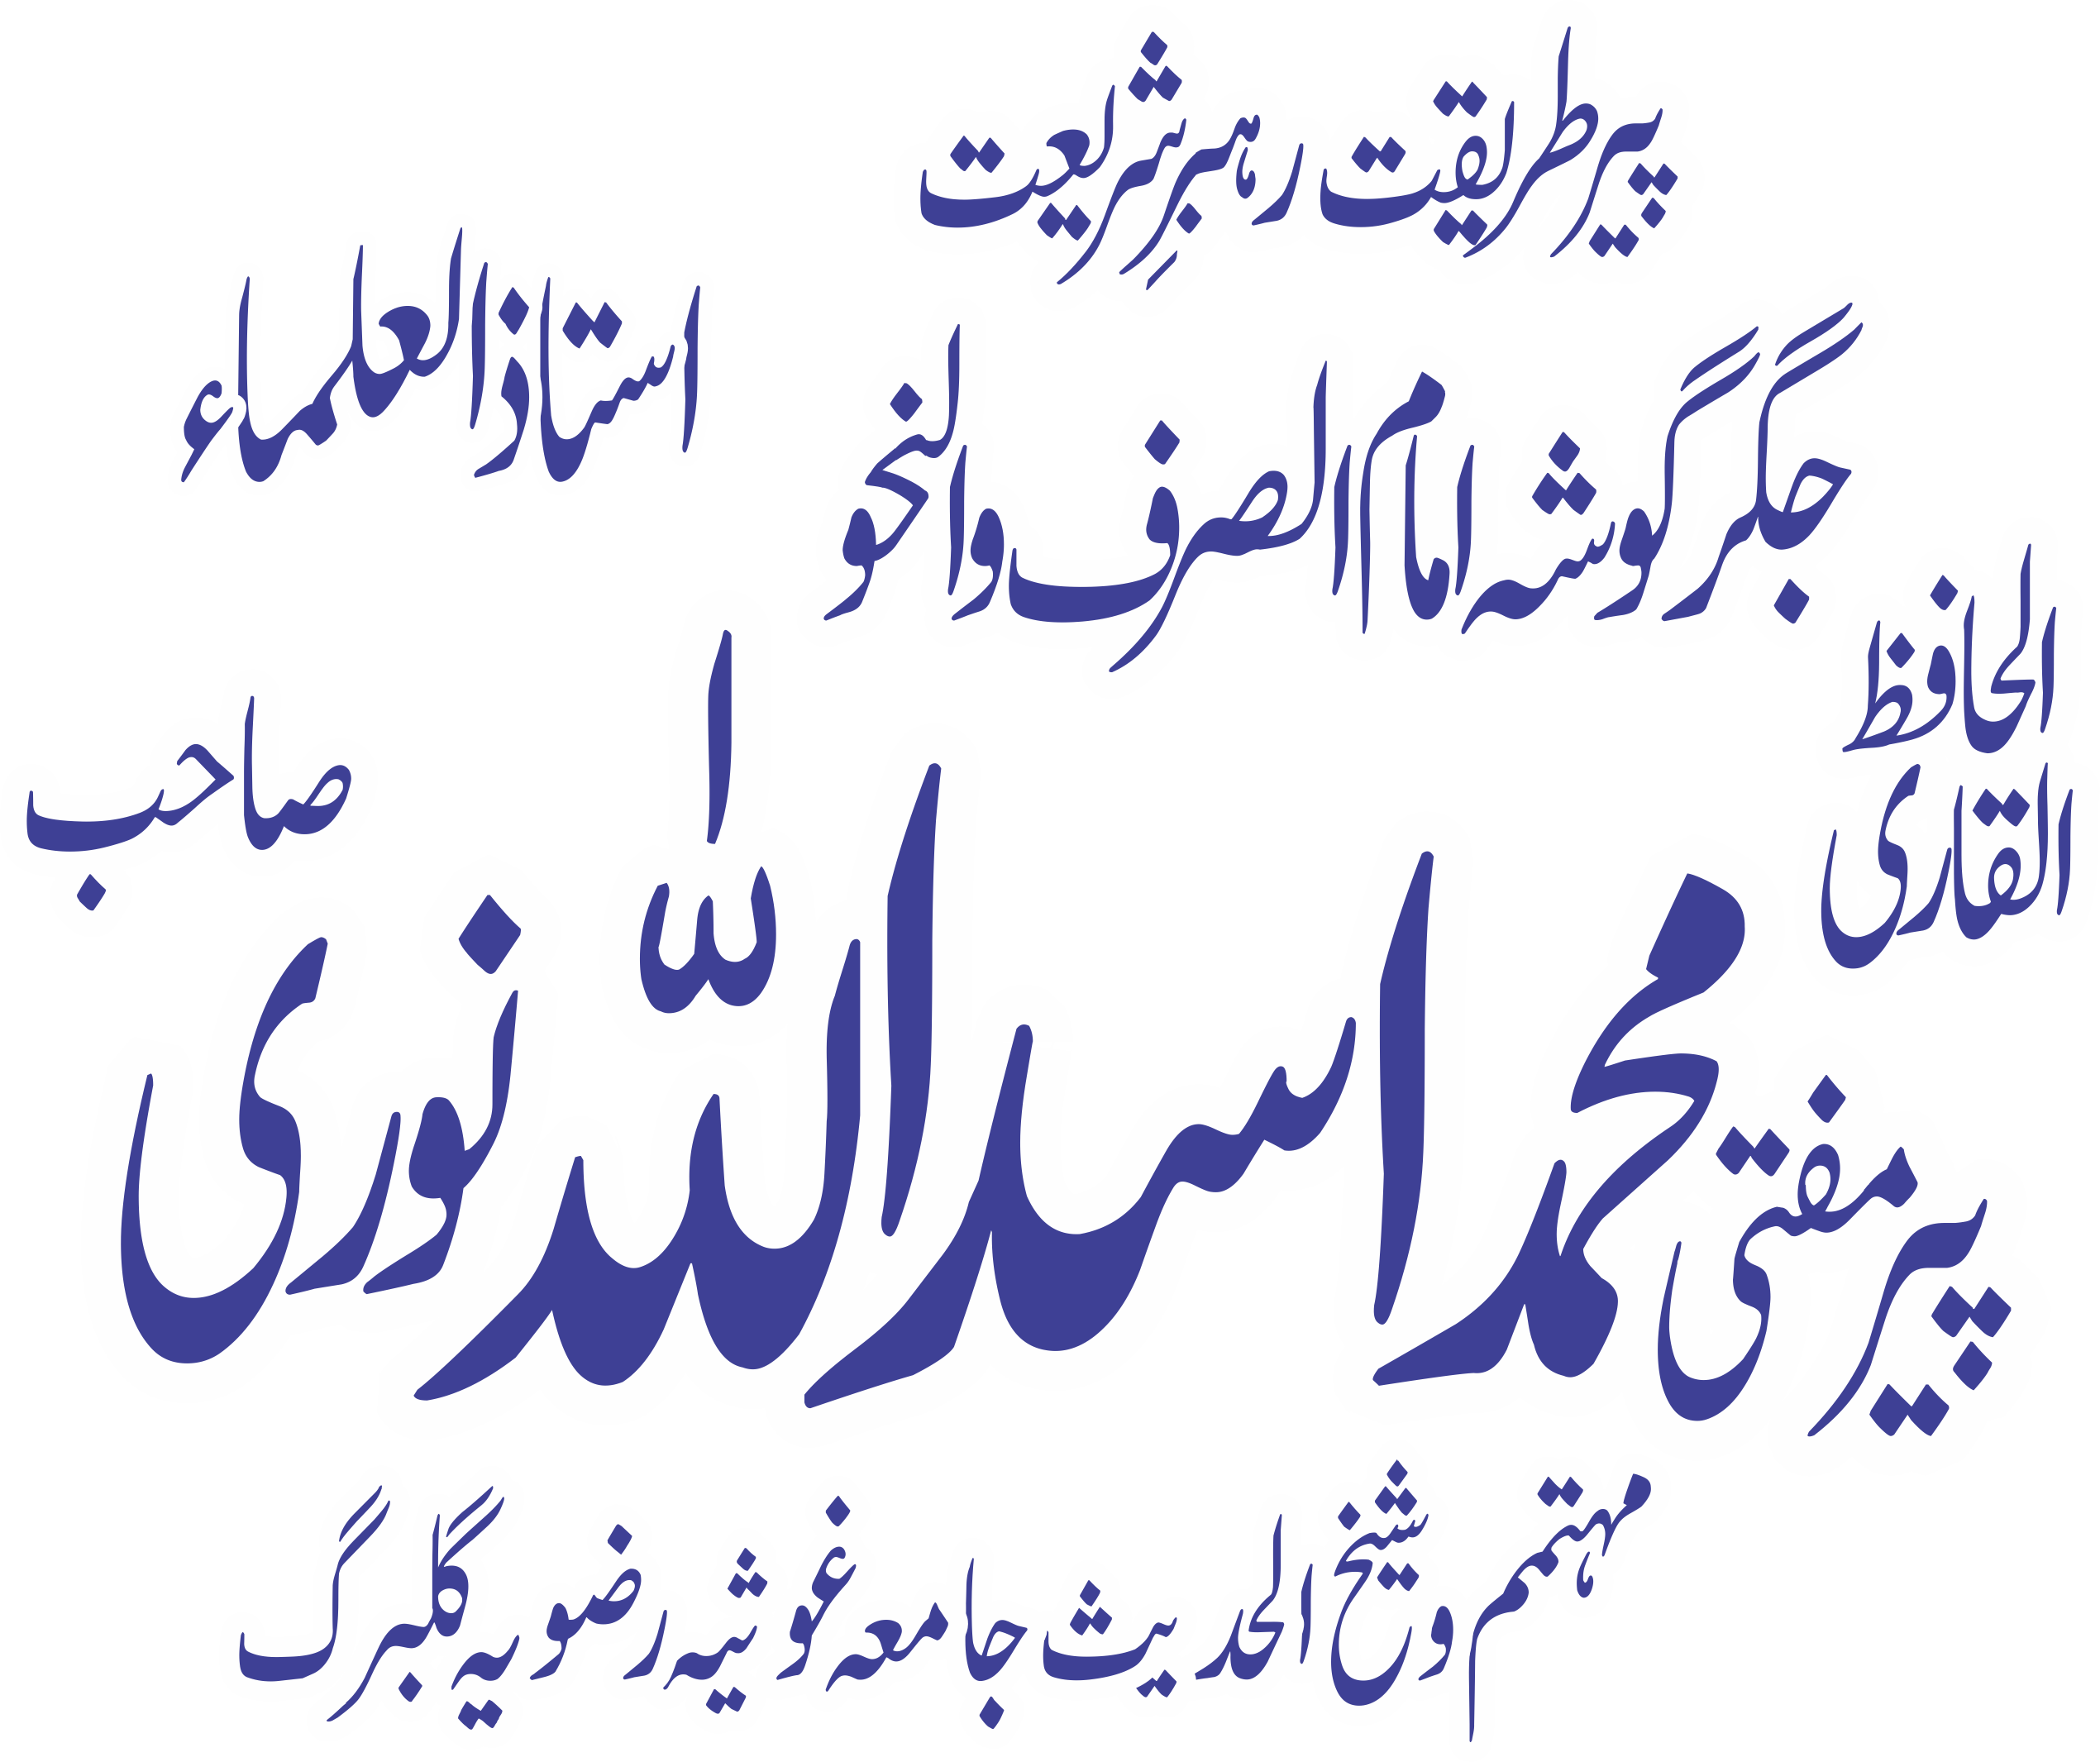 پیر طریقت رہبر شریعت
استاذ العلماء
جگر گوشہ امام الصرف والنحو
الحافظ القاری
پیر مفتی محمد اسد اللہ نوری صاحب
مہتمم و شیخ الحدیث جامعہ غوثیہ رضویہ گلبرگ